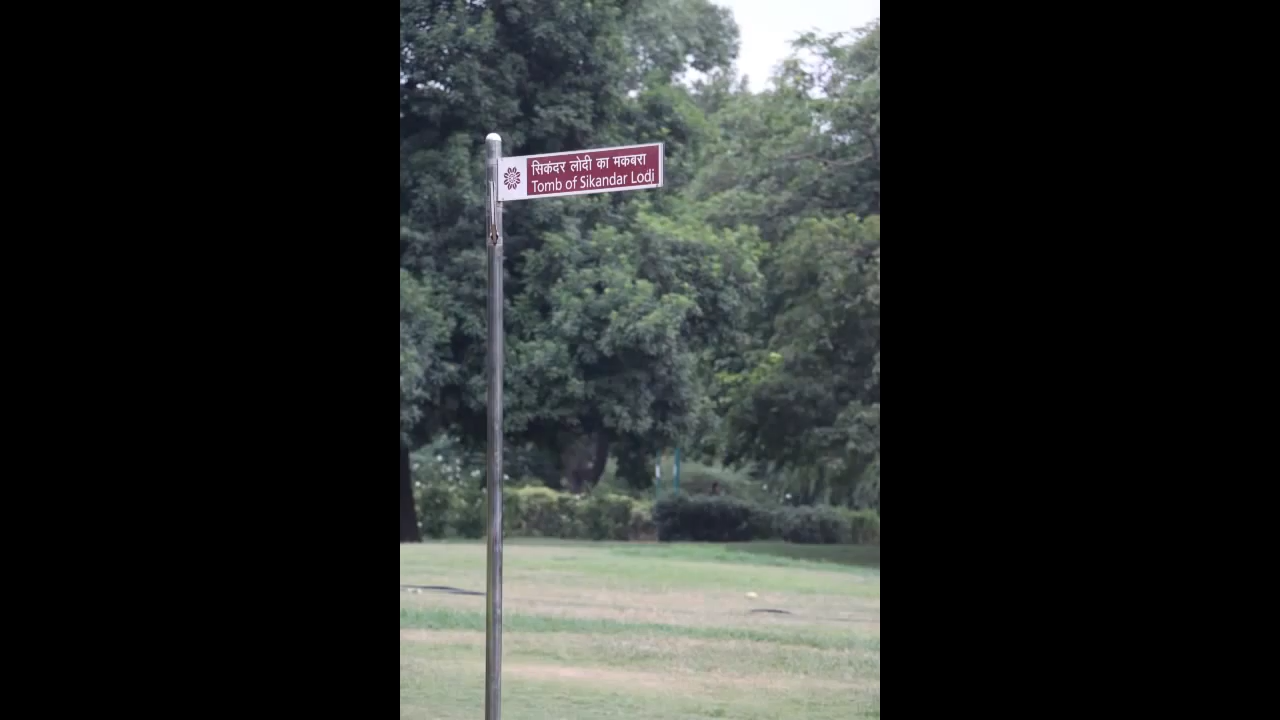 सिकंदर लोदी का मकबरा
Tomb of Sikandar Lodi